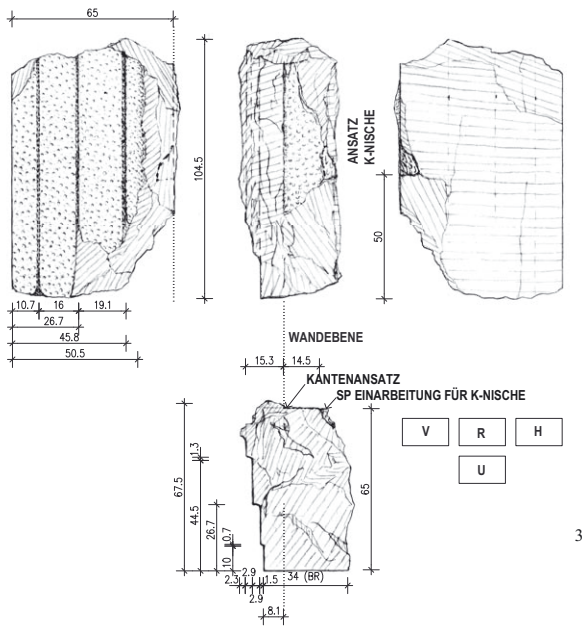 65
104.5
ANSATZ
K-NISCHE
50
10.7 16 19.1
26.7
45.8
50.5
WANDEBENE
15.3 14.5
KANTENANSATZ
SP EINARBEITUNG FÜR K-NISCHE
V R H
U
67.5
1.3
44.5
26.7
0.7
10
65
2.3 2.9 1.5 34 (BR)
2.9
8.1
3